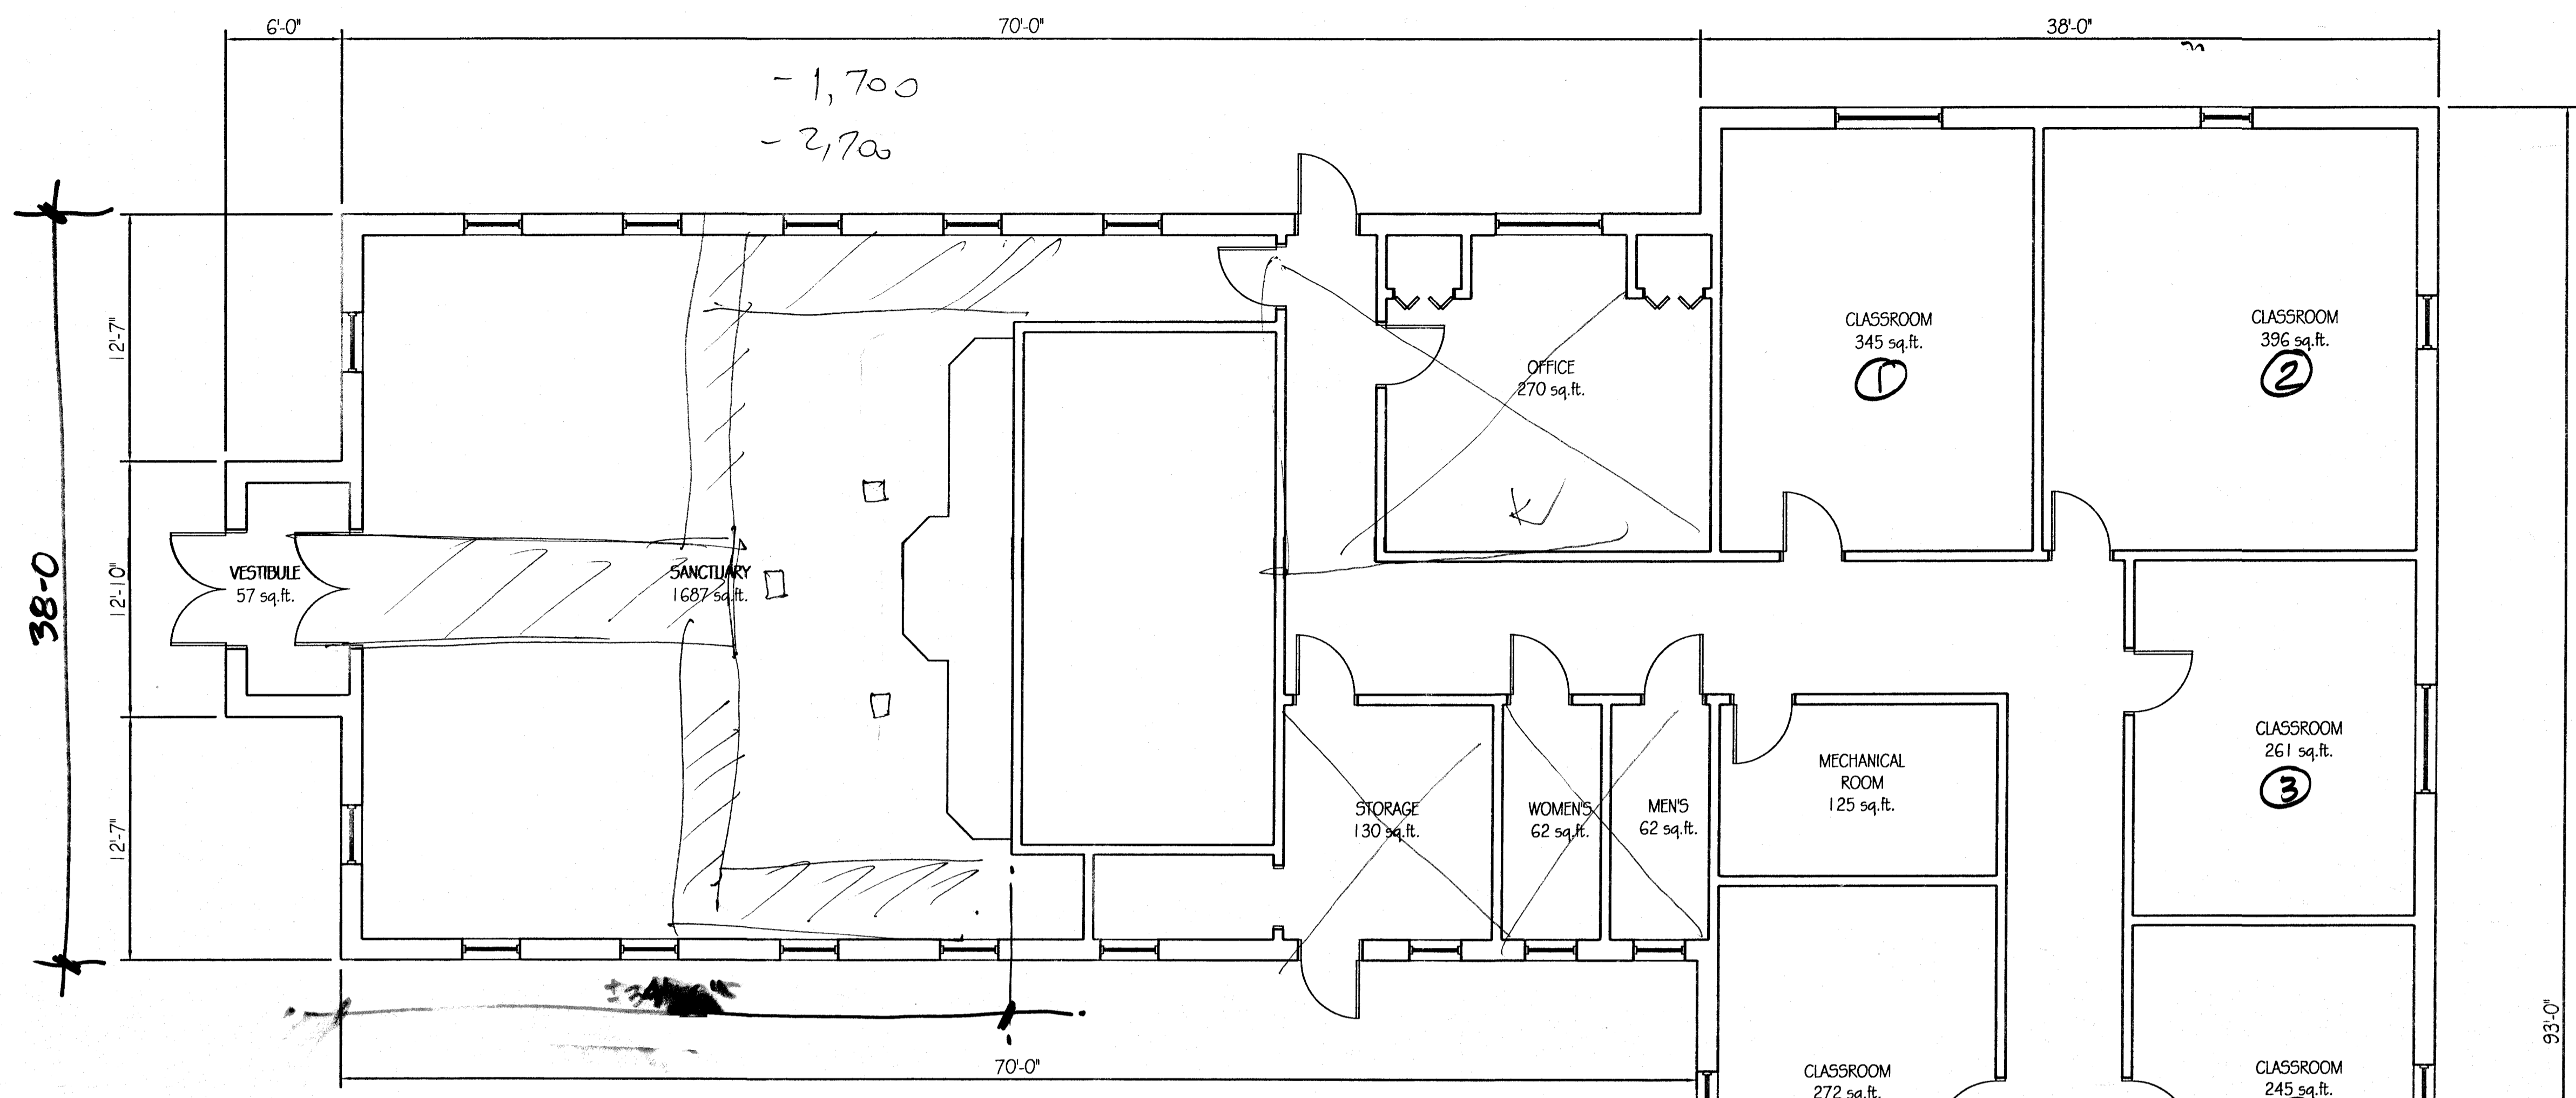 6'-0"
70'-0"
38'-0"
- 1,700
- 2,700
12'-7"
12'-10"
12'-7"
38-0
VESTIBULE
57 sq.ft.
SANCTUARY
1687 sq.ft.
OFFICE
270 sq.ft.
CLASSROOM
345 sq.ft.
1
CLASSROOM
396 sq.ft.
2
CLASSROOM
261 sq.ft.
3
MECHANICAL
ROOM
125 sq.ft.
STORAGE
130 sq.ft.
WOMEN'S
62 sq.ft.
MEN'S
62 sq.ft.
70'-0"
93'-0"
CLASSROOM
272 sq.ft.
CLASSROOM
245 sq.ft.